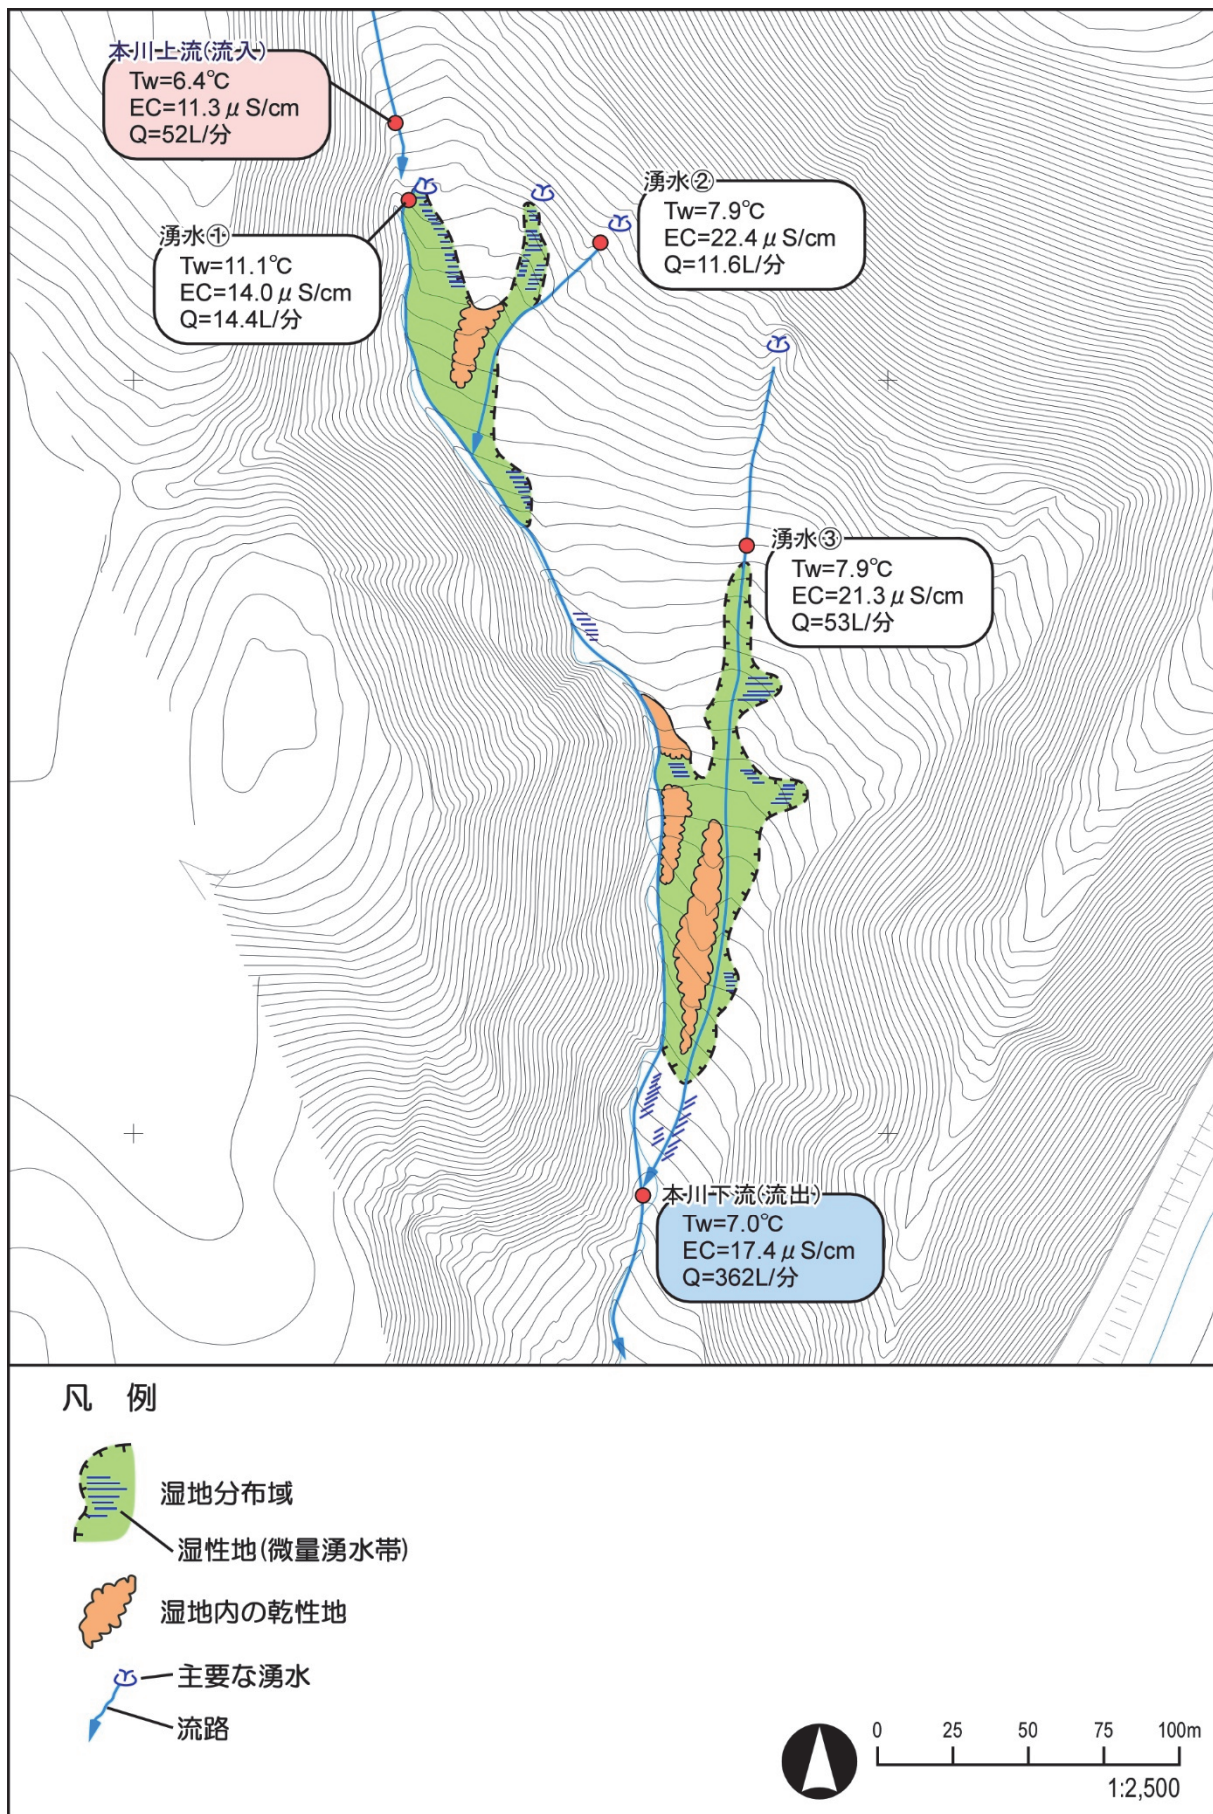 本川上流(流入)
Tw=6.4℃
EC=11.3μS/cm
Q=52L/分
湧水①
Tw=11.1℃
EC=14.0μS/cm
Q=14.4L/分
湧水②
Tw=7.9℃
EC=22.4μS/cm
Q=11.6L/分
湧水③
Tw=7.9℃
EC=21.3μS/cm
Q=53L/分
本川下流(流出)
Tw=7.0℃
EC=17.4μS/cm
Q=362L/分
凡 例
湿地分布域
湿性地(微量湧水帯)
湿地内の乾性地
主要な湧水
流路
0 25 50 75 100m
1:2,500